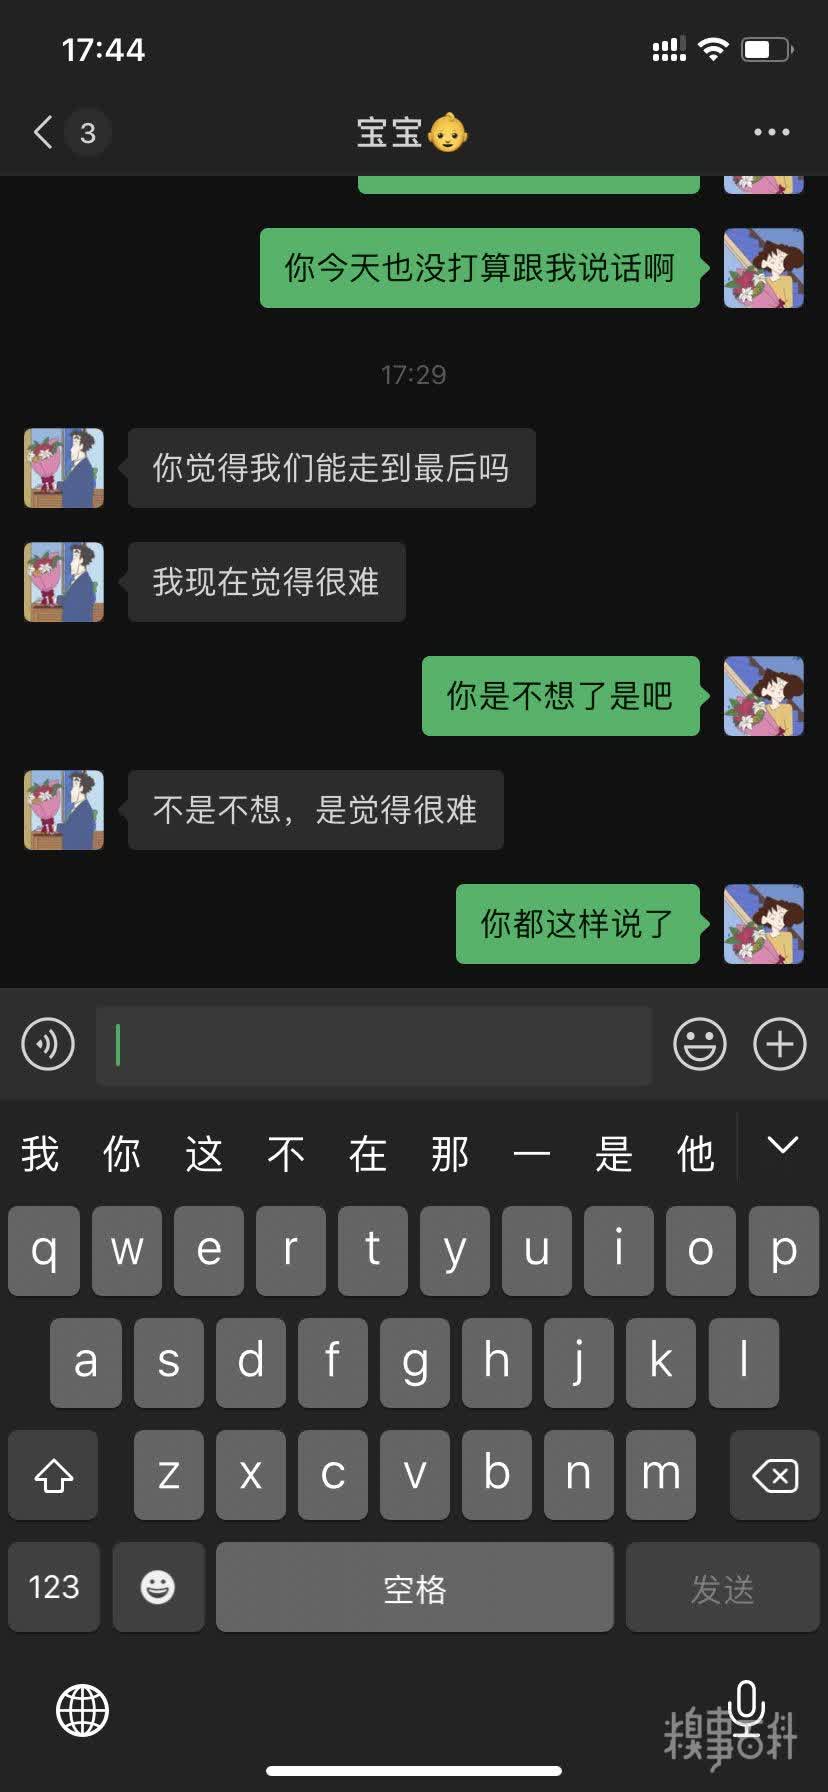 17:44
3
宝宝
你今天也没打算跟我说话啊
17:29
你觉得我们能走到最后吗
我现在觉得很难
你是不想了是吧
不是不想，是觉得很难
你都这样说了
我 你 这 不 在 那 一 是 他
q w e r t y u i o p
a s d f g h j k l
z x c v b n m
123 空格 发送
糗事百科